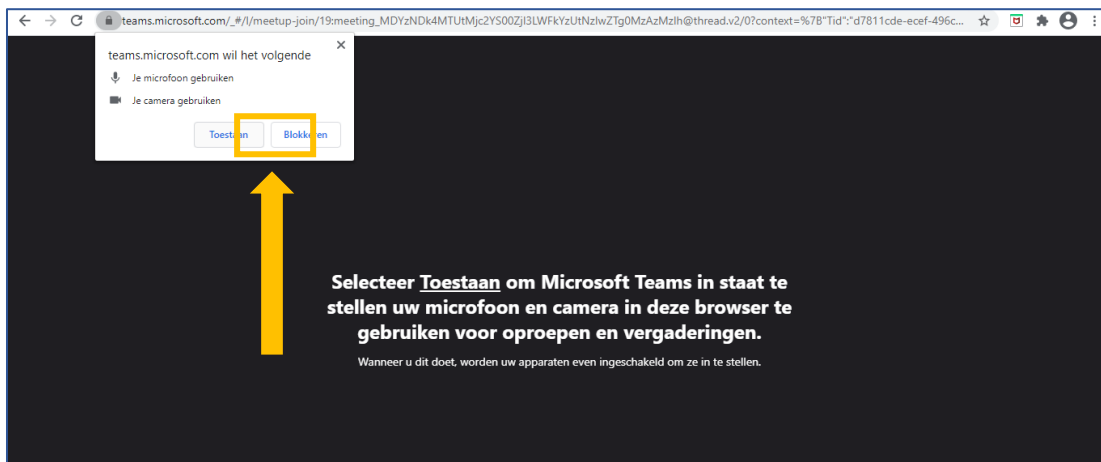 teams.microsoft.com/_#/l/meetup-join/19:meeting_MDYzNDk4MTUtMjc2YS00ZjI3LWFkYzUtNzIwZTg0MzAzMzIh@thread.v2/0?context=%7B"Tid":"d7811cde-ecef-496c...
teams.microsoft.com wil het volgende
Je microfoon gebruiken
Je camera gebruiken
Toestaan Blokkeren
Selecteer Toestaan om Microsoft Teams in staat te
stellen uw microfoon en camera in deze browser te
gebruiken voor oproepen en vergaderingen.
Wanneer u dit doet, worden uw apparaten even ingeschakeld om ze in te stellen.